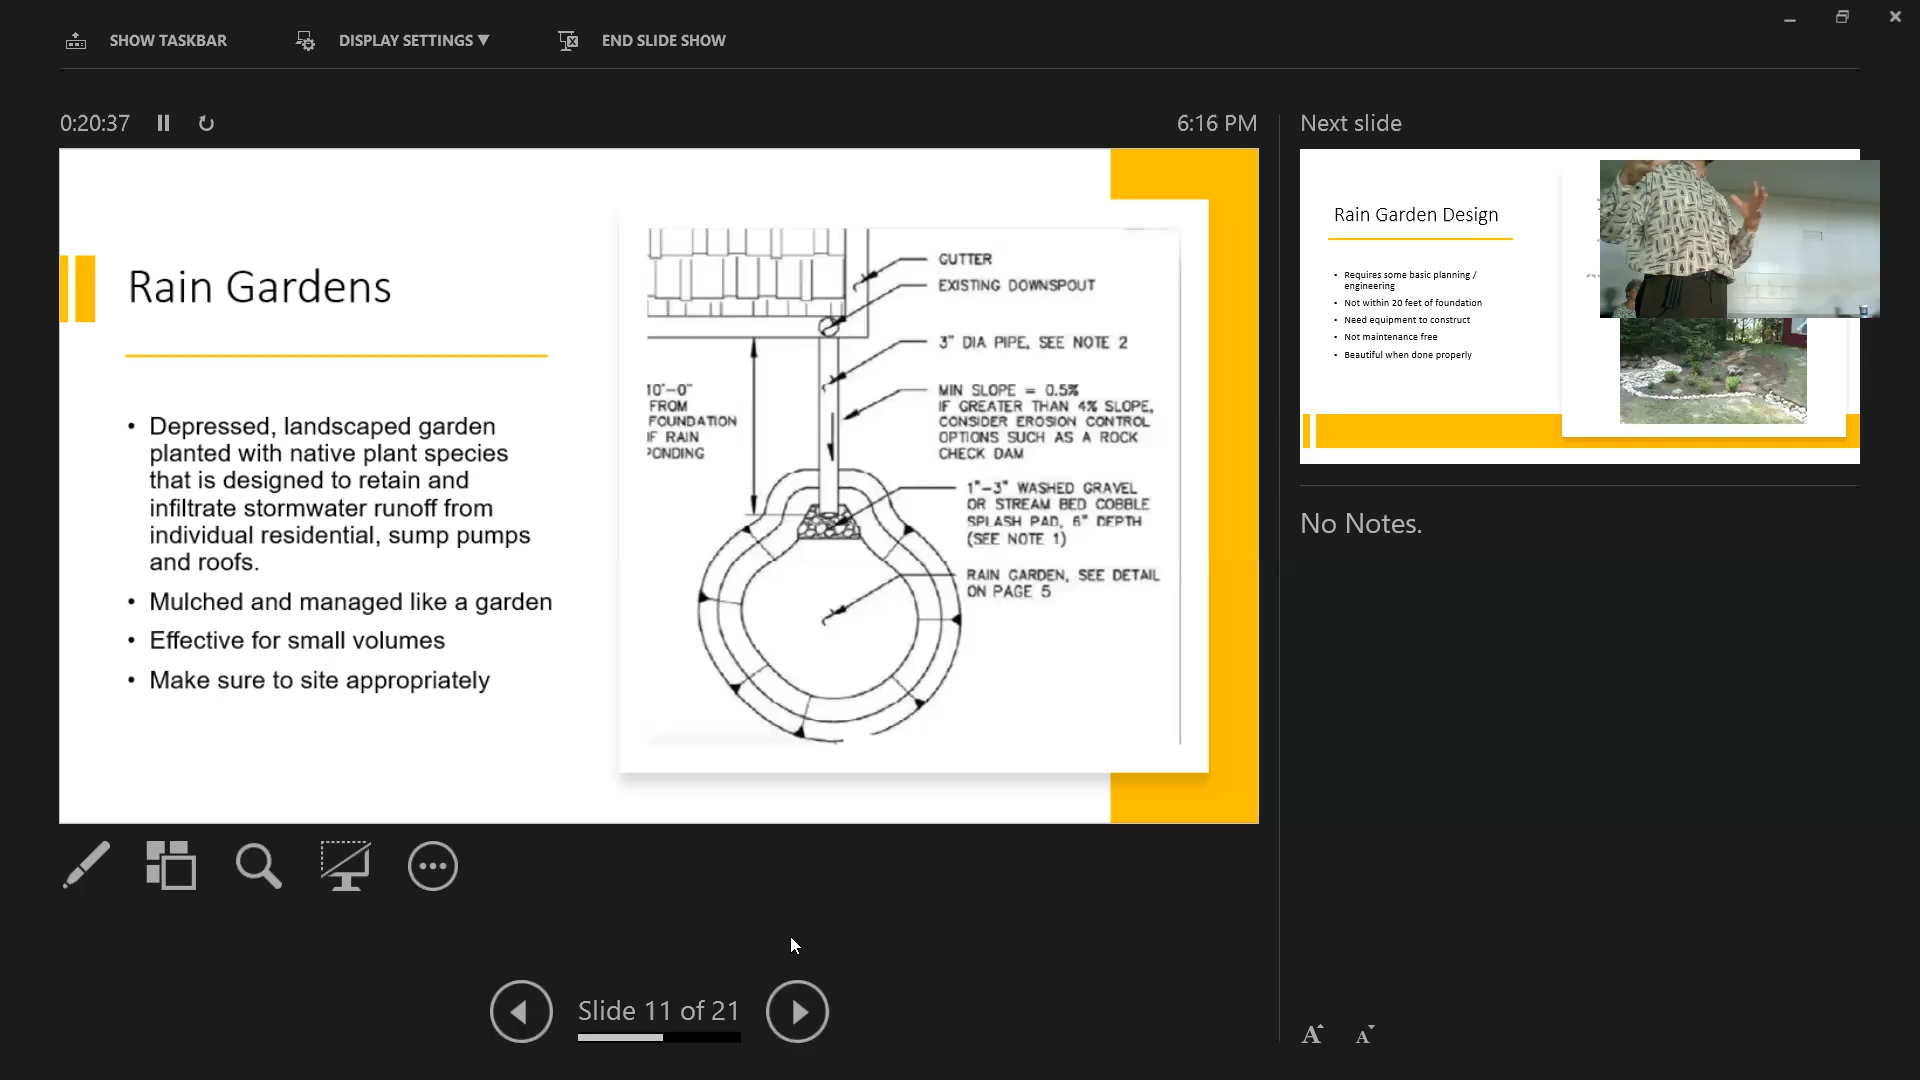 SHOW TASKBAR
DISPLAY SETTINGS ▼
END SLIDE SHOW
0:20:37
6:16 PM
Next slide
Rain Gardens
• Depressed, landscaped garden
planted with native plant species
that is designed to retain and
infiltrate stormwater runoff from
individual residential, sump pumps
and roofs.
• Mulched and managed like a garden
• Effective for small volumes
• Make sure to site appropriately
GUTTER
EXISTING DOWNSPOUT
3" DIA PIPE, SEE NOTE 2
10'-0"
FROM
FOUNDATION
IF RAIN
PONDING
MIN SLOPE = 0.5%
IF GREATER THAN 4% SLOPE,
CONSIDER EROSION CONTROL
OPTIONS SUCH AS A ROCK
CHECK DAM
1"-3" WASHED GRAVEL
OR STREAM BED COBBLE
SPLASH PAD, 6" DEPTH
(SEE NOTE 1)
RAIN GARDEN, SEE DETAIL
ON PAGE 5
Rain Garden Design
• Requires some basic planning /
engineering
• Not within 20 feet of foundation
• Need equipment to construct
• Not maintenance free
• Beautiful when done properly
No Notes.
Slide 11 of 21
A A